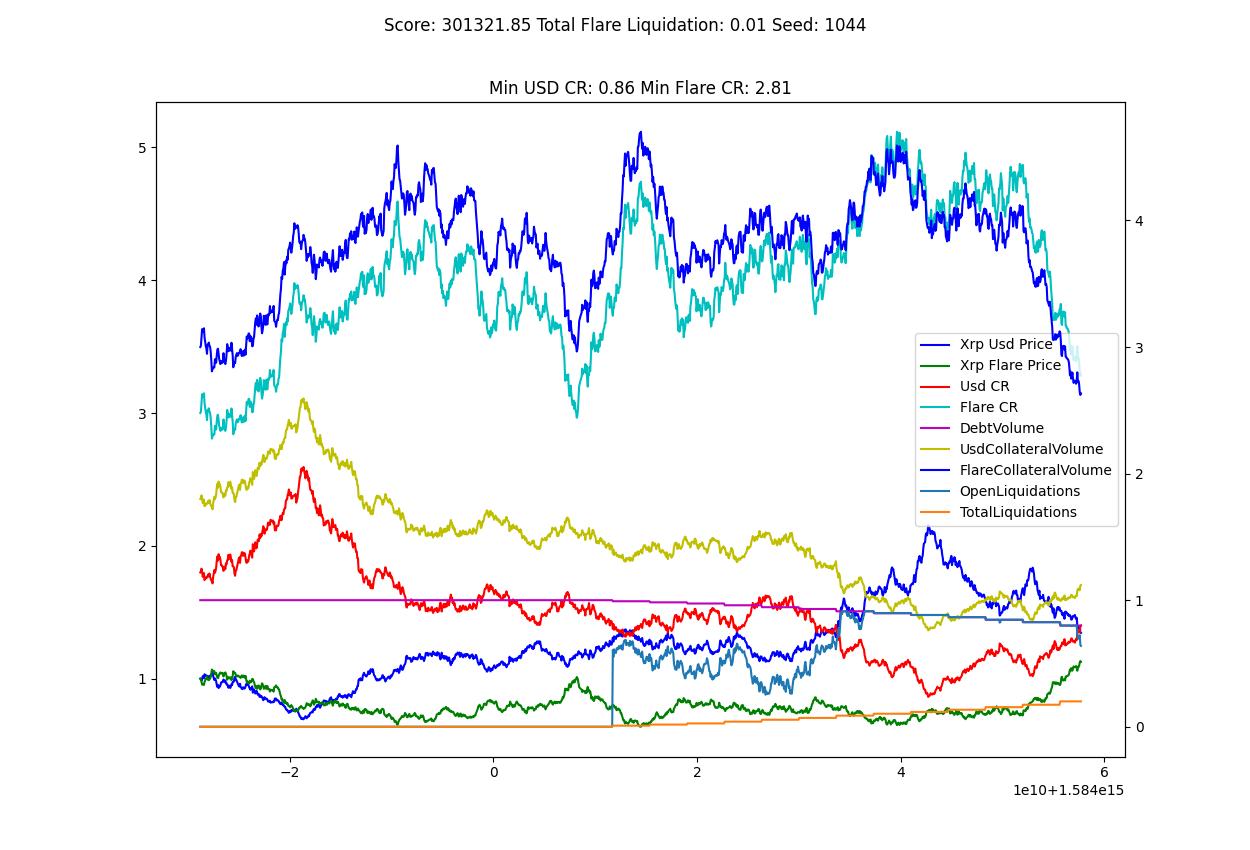 Score: 301321.85 Total Flare Liquidation: 0.01 Seed: 1044
Min USD CR: 0.86 Min Flare CR: 2.81
5
4
3
2
1
4
3
2
1
0
Xrp Usd Price
Xrp Flare Price
Usd CR
Flare CR
DebtVolume
UsdCollateralVolume
FlareCollateralVolume
OpenLiquidations
TotalLiquidations
−2 0 2 4 6
1e10+1.584e15